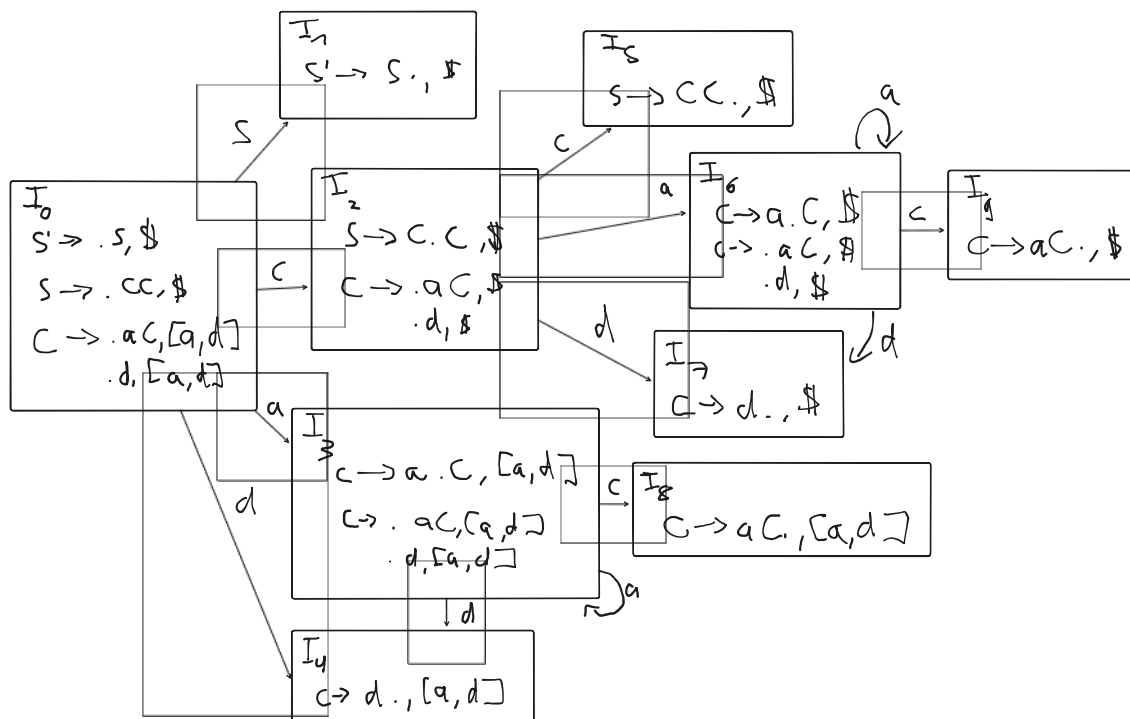 I₁
S' → S., $
I₅
S → CC., $
a
S
C
I₀
S' → .S, $
S → .CC, $
C → .aC, [a,d]
.d, [a,d]
C
I₂
S → C.C, $
C → .aC, $
.d, $
a
I₆
C → a.C, $
C → .aC, $
.d, $
C
I₉
C → aC., $
d
d
I₇
C → d., $
a
d
I₃
C → a.C, [a,d]
C → .aC, [a,d]
.d, [a,d]
C
I₈
C → aC., [a,d]
a
d
I₄
C → d., [a,d]